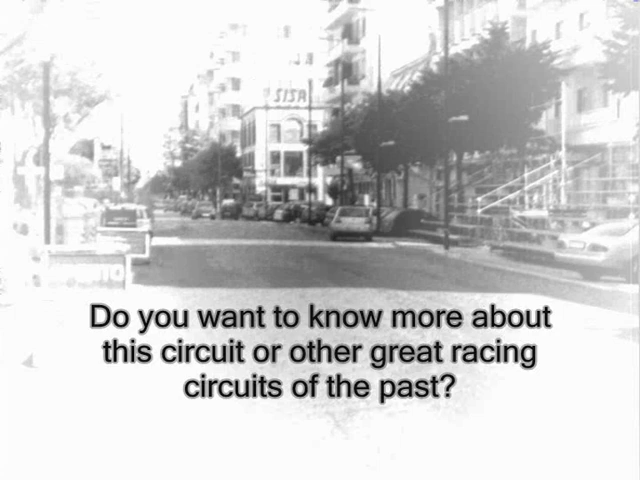 SISA
Do you want to know more about
this circuit or other great racing
circuits of the past?